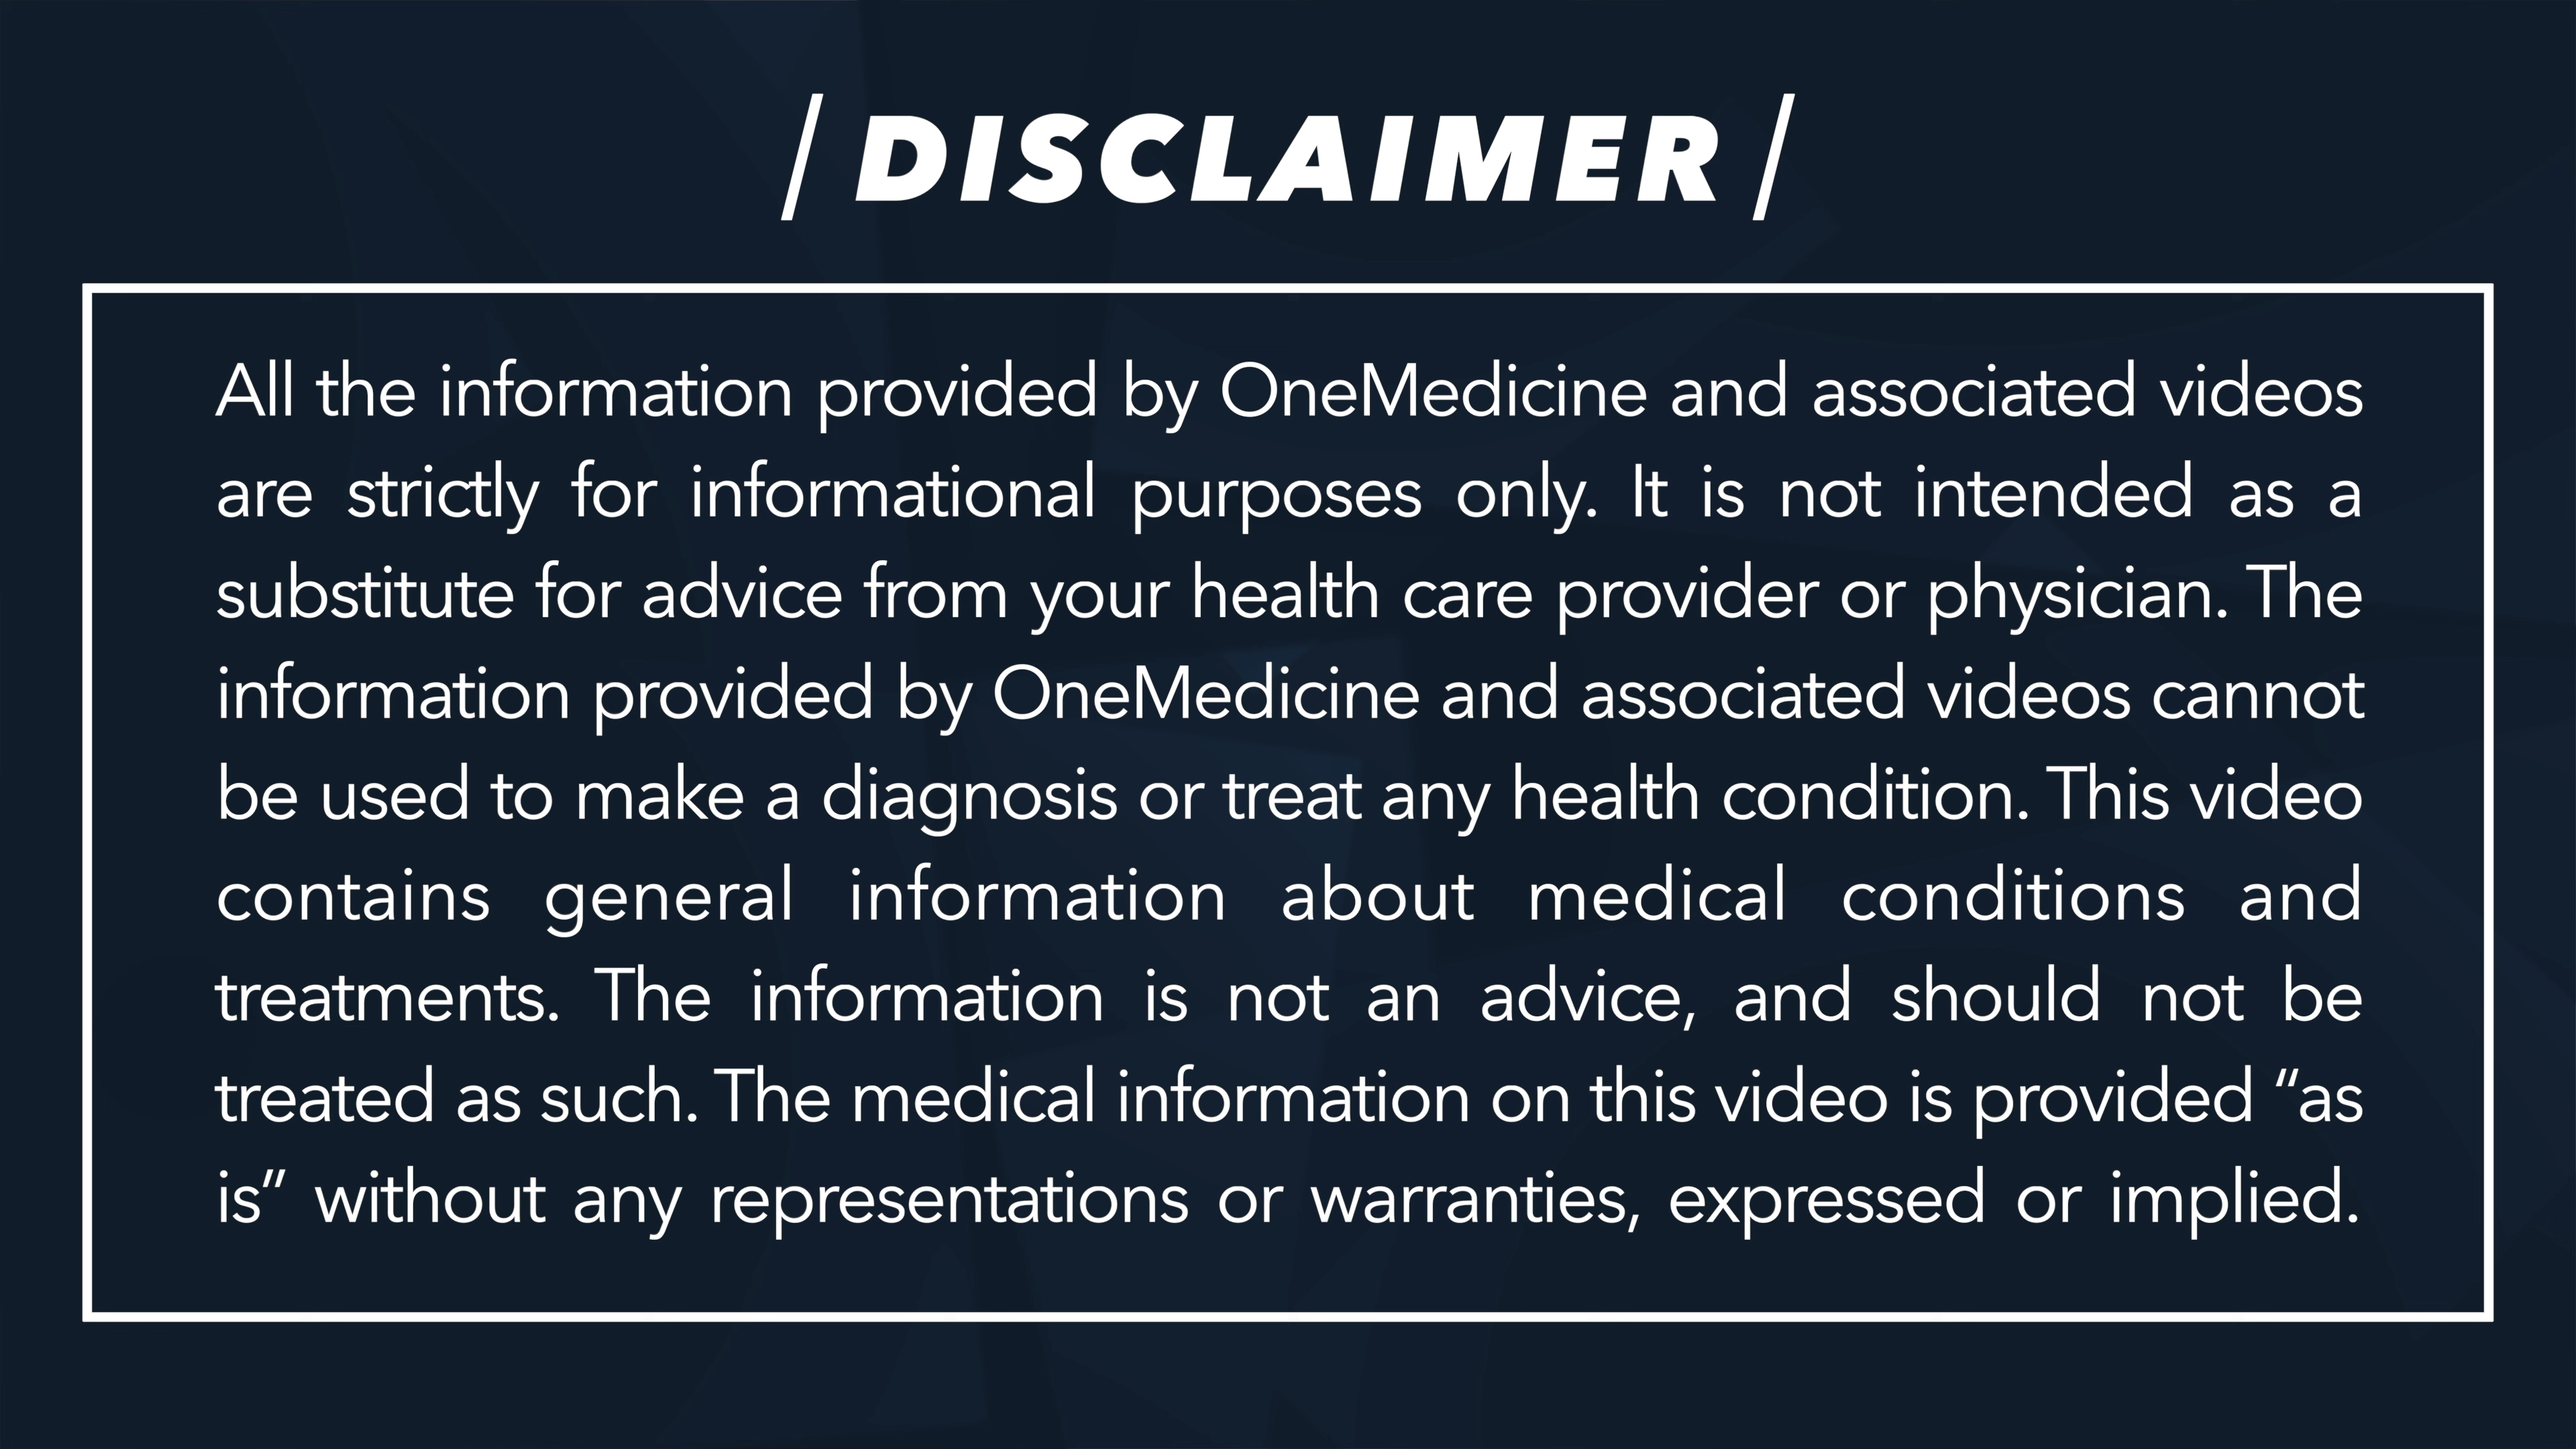 / DISCLAIMER /
All the information provided by OneMedicine and associated videos
are strictly for informational purposes only. It is not intended as a
substitute for advice from your health care provider or physician. The
information provided by OneMedicine and associated videos cannot
be used to make a diagnosis or treat any health condition. This video
contains general information about medical conditions and
treatments. The information is not an advice, and should not be
treated as such. The medical information on this video is provided “as
is” without any representations or warranties, expressed or implied.